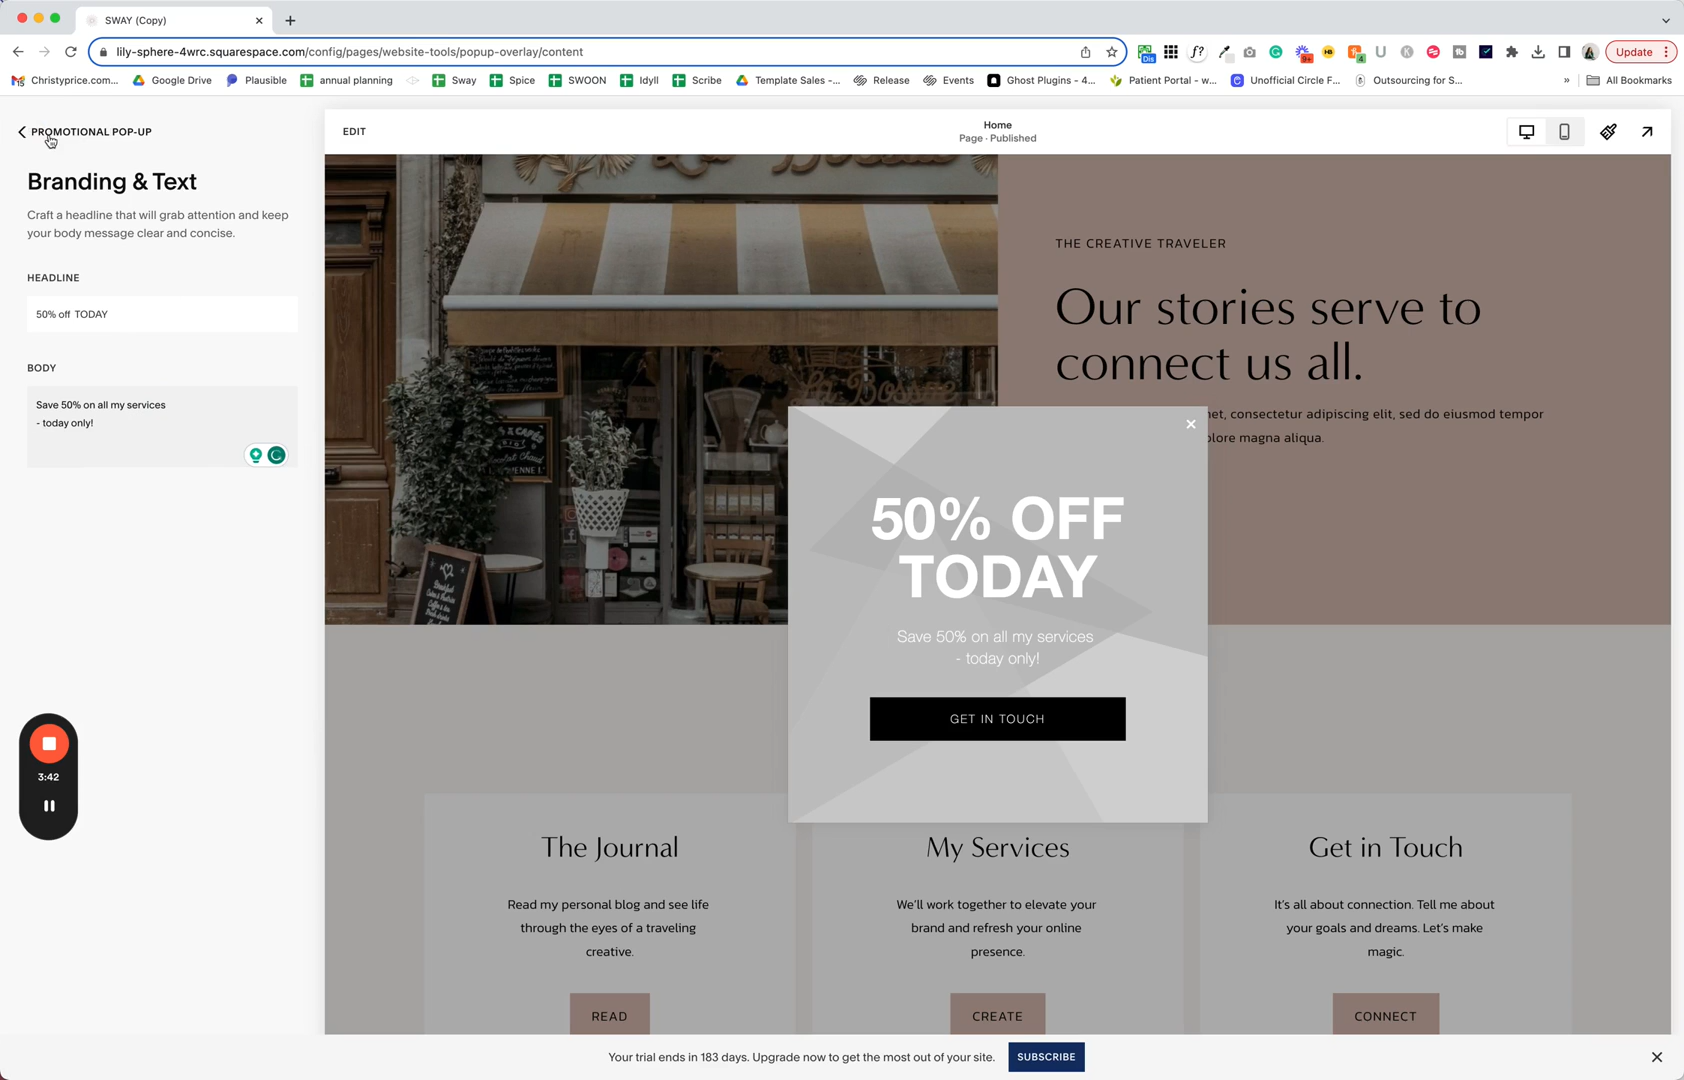 SWAY (Copy)
lily-sphere-4wrc.squarespace.com/config/pages/website-tools/popup-overlay/content
Update
Christyprice.com...
Google Drive
Plausible
annual planning
Sway
Spice
SWOON
Idyll
Scribe
Template Sales -...
Release
Events
Ghost Plugins - 4...
Patient Portal - w...
Unofficial Circle F...
Outsourcing for S...
»
All Bookmarks
PROMOTIONAL POP-UP
Branding & Text
Craft a headline that will grab attention and keep
your body message clear and concise.
HEADLINE
50% off TODAY
BODY
Save 50% on all my services
- today only!
3:42
EDIT
Home
Page · Published
La Bossue
THE CREATIVE TRAVELER
Our stories serve to
connect us all.
consectetur adipiscing elit, sed do eiusmod tempor
magna aliqua.
50% OFF
TODAY
Save 50% on all my services
- today only!
GET IN TOUCH
The Journal
Read my personal blog and see life
through the eyes of a traveling
creative.
READ
My Services
We'll work together to elevate your
brand and refresh your online
presence.
CREATE
Get in Touch
It's all about connection. Tell me about
your goals and dreams. Let's make
magic.
CONNECT
Your trial ends in 183 days. Upgrade now to get the most out of your site.
SUBSCRIBE